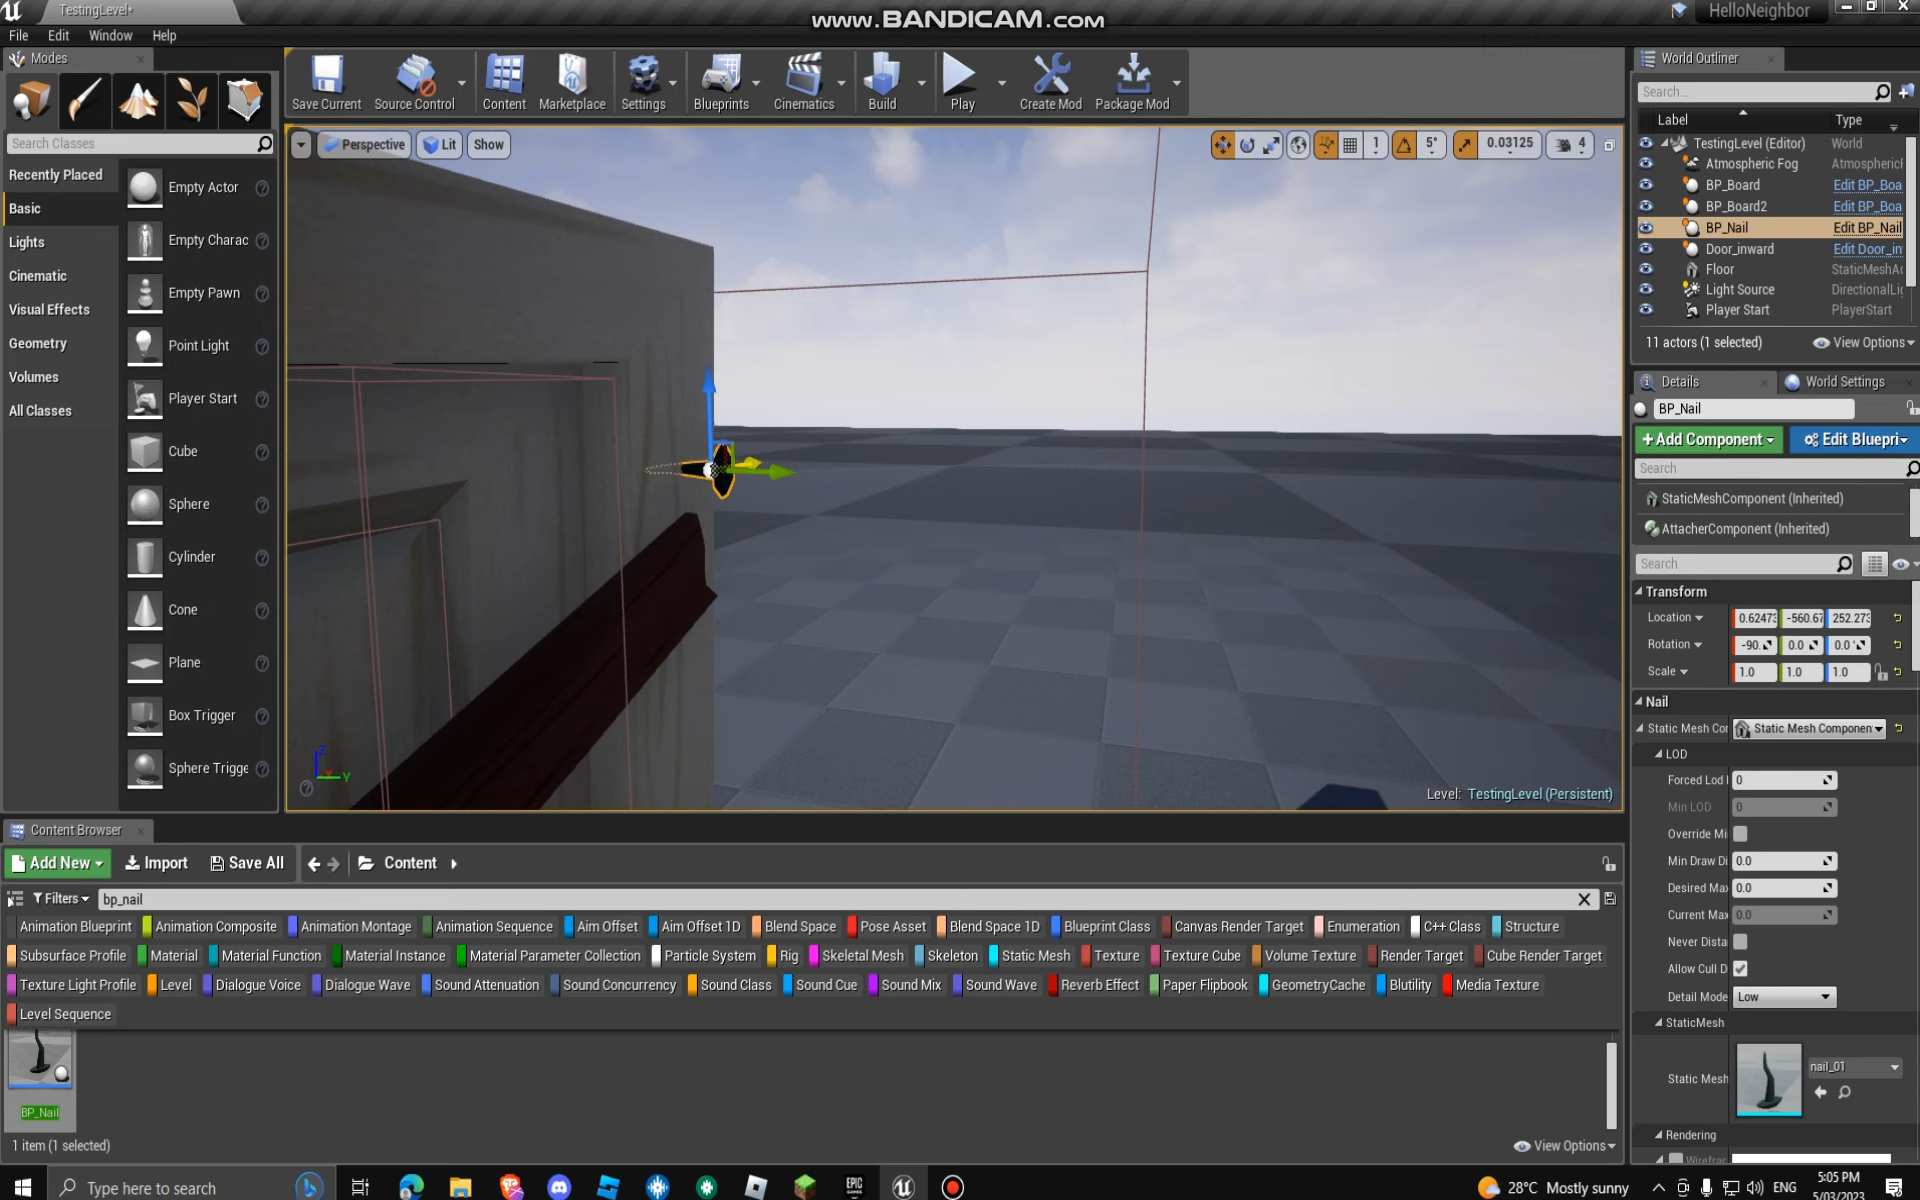 TestingLevel*
www.BANDICAM.com
HelloNeighbor
File Edit Window Help
Modes
Search Classes
Recently Placed
Basic
Lights
Cinematic
Visual Effects
Geometry
Volumes
All Classes
Empty Actor
Empty Charac
Empty Pawn
Point Light
Player Start
Cube
Sphere
Cylinder
Cone
Plane
Box Trigger
Sphere Trigge
Save Current
Source Control
Content
Marketplace
Settings
Blueprints
Cinematics
Build
Play
Create Mod
Package Mod
Perspective Lit Show
1 5° 0.03125 4
Z
Y
Level: TestingLevel (Persistent)
World Outliner
Search...
Label Type
TestingLevel (Editor) World
Atmospheric Fog Atmospheric
BP_Board Edit BP_Boa
BP_Board2 Edit BP_Boa
BP_Nail Edit BP_Nail
Door_inward Edit Door_in
Floor StaticMeshAc
Light Source DirectionalLi
Player Start PlayerStart
11 actors (1 selected) View Options
Details World Settings
BP_Nail
+Add Component Edit Bluepri
Search
StaticMeshComponent (Inherited)
AttacherComponent (Inherited)
Search
Transform
Location 0.6247 -560.67 252.273
Rotation -90. 0.0 0.0 °
Scale 1.0 1.0 1.0
Nail
Static Mesh Cor Static Mesh Componen
LOD
Forced Lod 0
Min LOD 0
Override Mi
Min Draw Di 0.0
Desired Max 0.0
Current Max 0.0
Never Dista
Allow Cull D
Detail Mode Low
StaticMesh
Static Mesh nail_01
Rendering
Content Browser
Add New Import Save All Content
Filters bp_nail
Animation Blueprint Animation Composite Animation Montage Animation Sequence Aim Offset Aim Offset 1D Blend Space Pose Asset Blend Space 1D Blueprint Class Canvas Render Target Enumeration C++ Class Structure
Subsurface Profile Material Material Function Material Instance Material Parameter Collection Particle System Rig Skeletal Mesh Skeleton Static Mesh Texture Texture Cube Volume Texture Render Target Cube Render Target
Texture Light Profile Level Dialogue Voice Dialogue Wave Sound Attenuation Sound Concurrency Sound Class Sound Cue Sound Mix Sound Wave Reverb Effect Paper Flipbook GeometryCache Blutility Media Texture
Level Sequence
BP_Nail
1 item (1 selected) View Options
Type here to search
EPIC GAMES
28°C Mostly sunny ENG 5:05 PM
5/03/2023